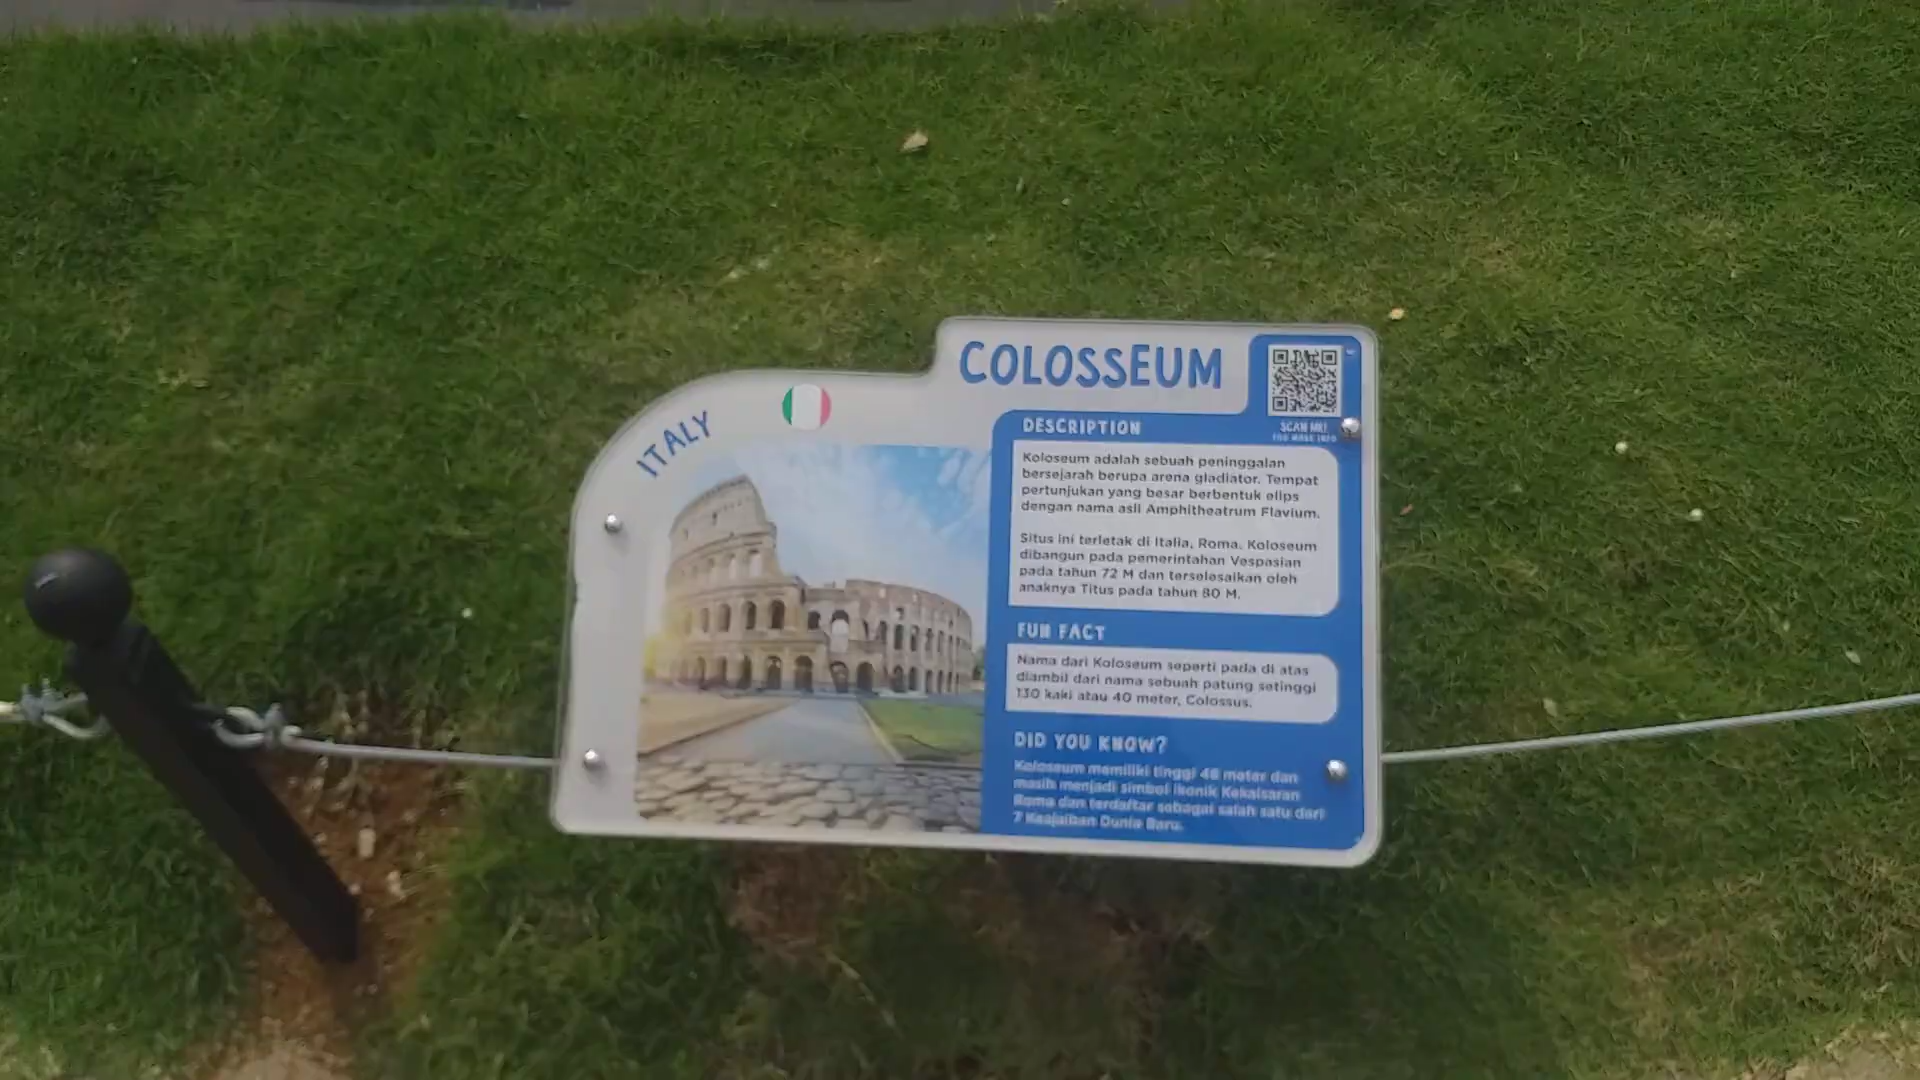 COLOSSEUM
ITALY
SCAN ME!
FOR MORE INFO
DESCRIPTION
Koloseum adalah sebuah peninggalan
bersejarah berupa arena gladiator. Tempat
pertunjukan yang besar berbentuk elips
dengan nama asli Amphitheatrum Flavium.
Situs ini terletak di Italia, Roma. Koloseum
dibangun pada pemerintahan Vespasian
pada tahun 72 M dan terselesaikan oleh
anaknya Titus pada tahun 80 M.
FUN FACT
Nama dari Koloseum seperti pada di atas
diambil dari nama sebuah patung setinggi
130 kaki atau 40 meter, Colossus.
DID YOU KNOW?
Koloseum memiliki tinggi 48 meter dan
masih menjadi simbol ikonik Kekaisaran
Roma dan terdaftar sebagai salah satu dari
7 Keajaiban Dunia Baru.